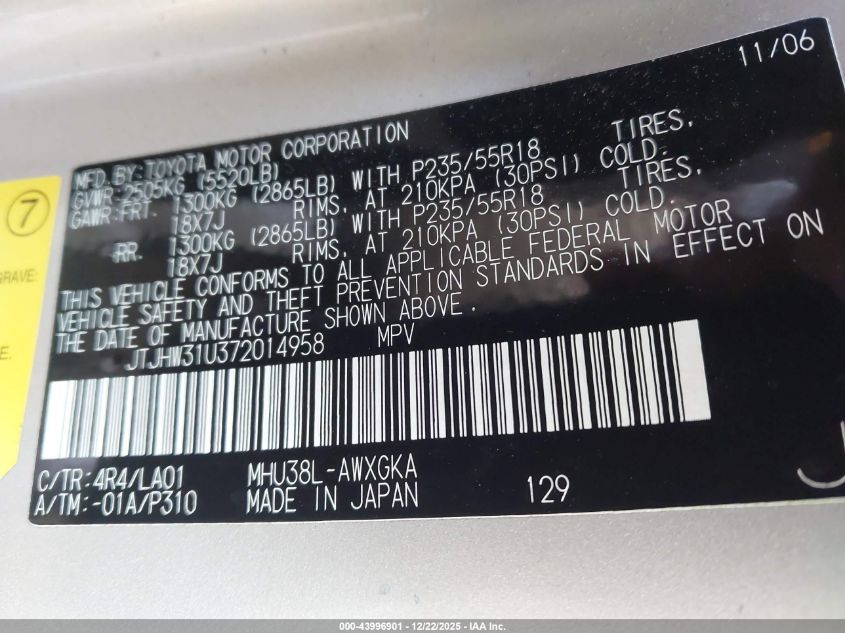 11/06
MFD.BY:TOYOTA MOTOR CORPORATION
GVWR-2505KG (5520LB)
GAWR:FRT. 1300KG (2865LB) WITH P235/55R18 TIRES,
18X7J RIMS, AT 210KPA (30PSI) COLD.
RR. 1300KG (2865LB) WITH P235/55R18 TIRES,
18X7J RIMS, AT 210KPA (30PSI) COLD.
THIS VEHICLE CONFORMS TO ALL APPLICABLE FEDERAL MOTOR
VEHICLE SAFETY AND THEFT PREVENTION STANDARDS IN EFFECT ON
THE DATE OF MANUFACTURE SHOWN ABOVE.
JTJHW31U372014958 MPV
C/TR:4R4/LA01 MHU38L-AWXGKA
A/TM:-01A/P310 MADE IN JAPAN 129
7
GRAVE:
E:
000-43996901 - 12/22/2025 - IAA Inc.